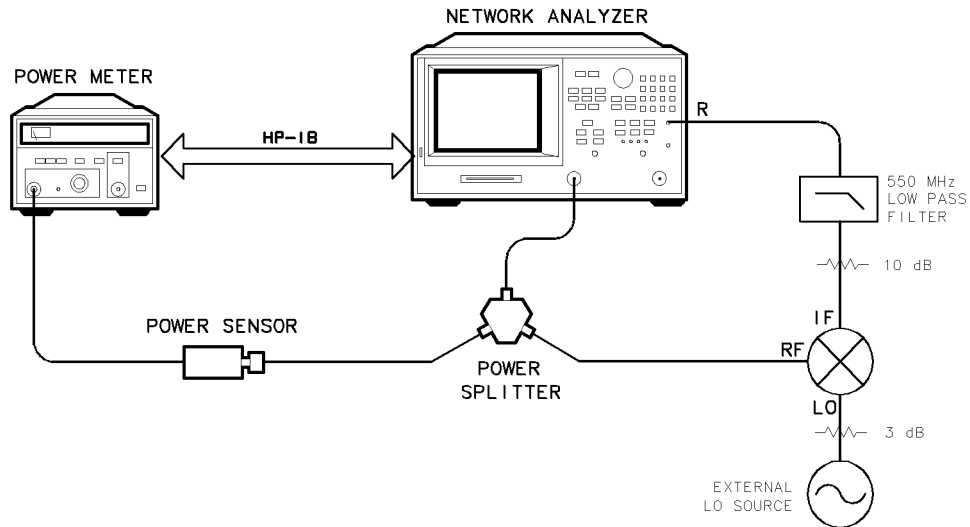 NETWORK ANALYZER
POWER METER
HP-IB
R
550 MHz
LOW PASS
FILTER
10 dB
IF
POWER SENSOR
RF
POWER
SPLITTER
LO
3 dB
EXTERNAL
LO SOURCE